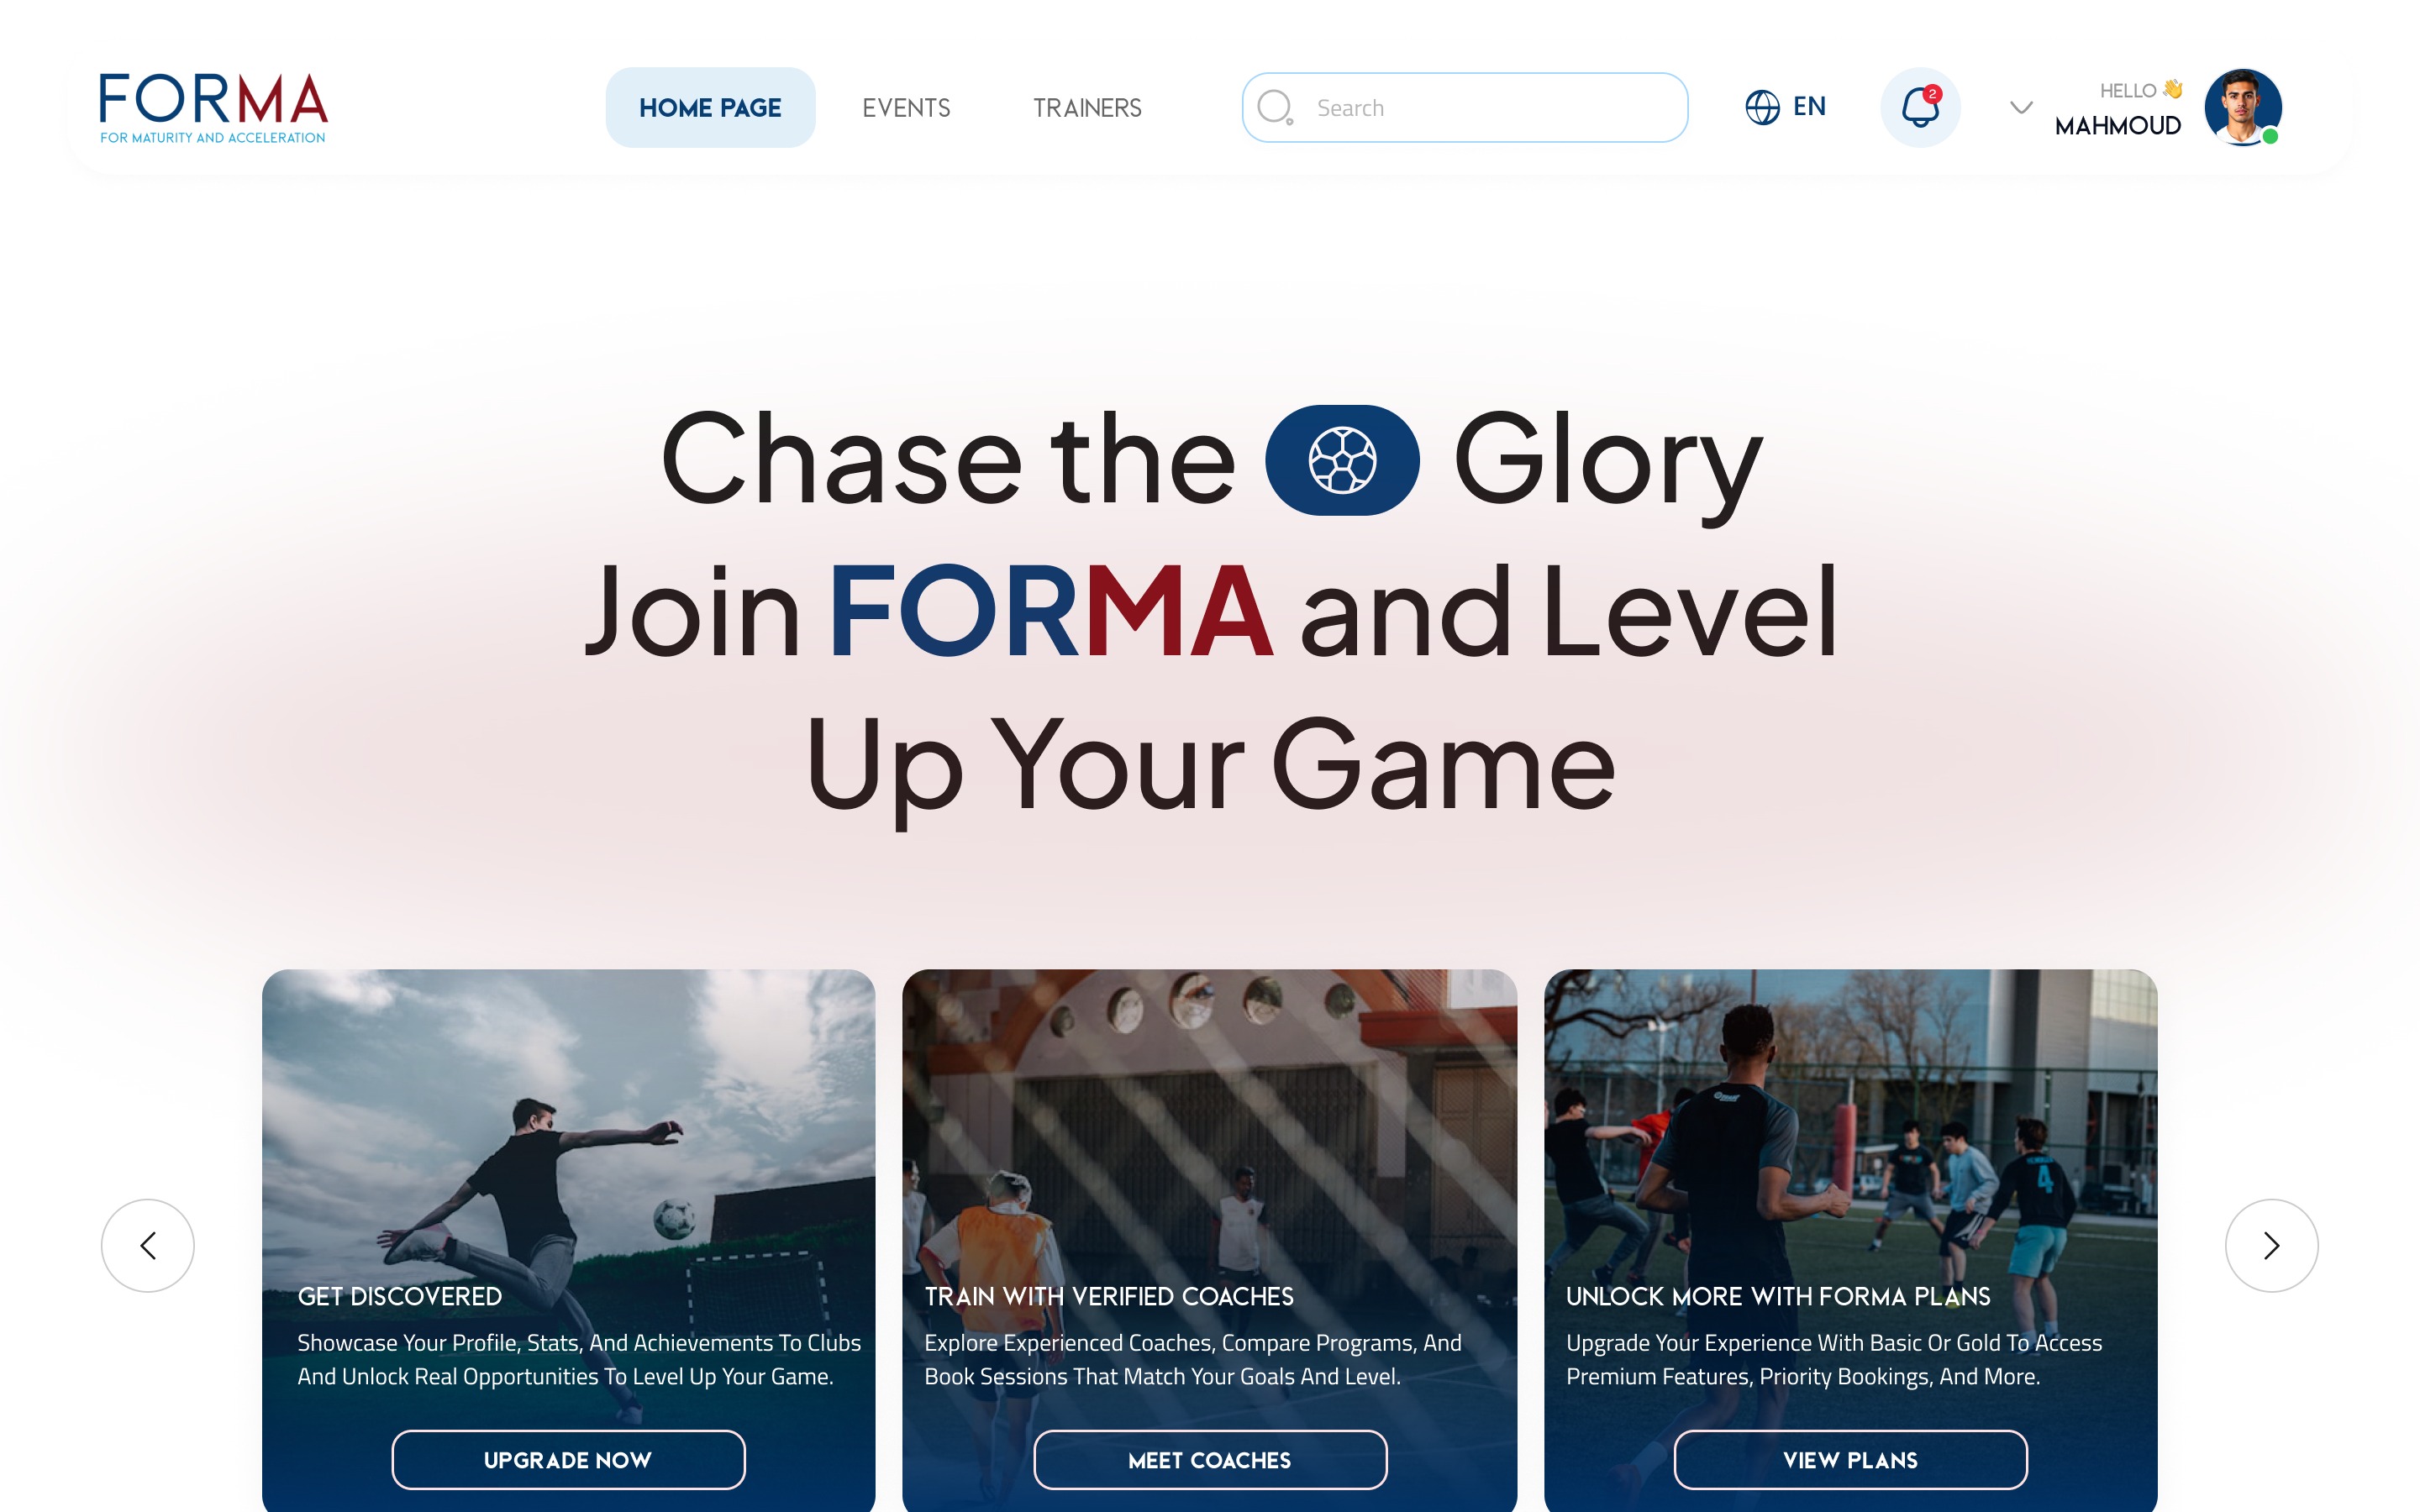 FORMA
FOR MATURITY AND ACCELERATION
HOME PAGE
EVENTS
TRAINERS
Search
EN
2
HELLO 👋
MAHMOUD
Chase the Glory
Join FORMA and Level
Up Your Game
GET DISCOVERED
Showcase Your Profile, Stats, And Achievements To Clubs
And Unlock Real Opportunities To Level Up Your Game.
UPGRADE NOW
TRAIN WITH VERIFIED COACHES
Explore Experienced Coaches, Compare Programs, And
Book Sessions That Match Your Goals And Level.
MEET COACHES
4
UNLOCK MORE WITH FORMA PLANS
Upgrade Your Experience With Basic Or Gold To Access
Premium Features, Priority Bookings, And More.
VIEW PLANS